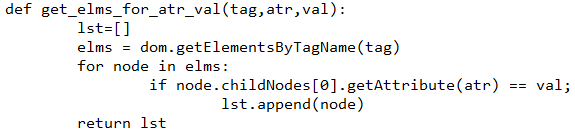 def get_elms_for_atr_val(tag,atr,val):
        lst=[]
        elms = dom.getElementsByTagName(tag)
        for node in elms:
                if node.childNodes[0].getAttribute(atr) == val;
                        lst.append(node)
        return lst